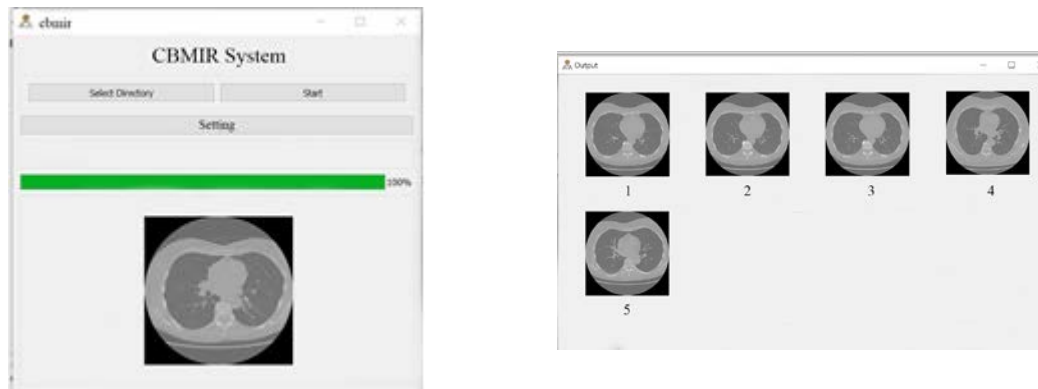 cbmir
CBMIR System
Select Directory
Start
Setting
100%
Output
1
2
3
4
5